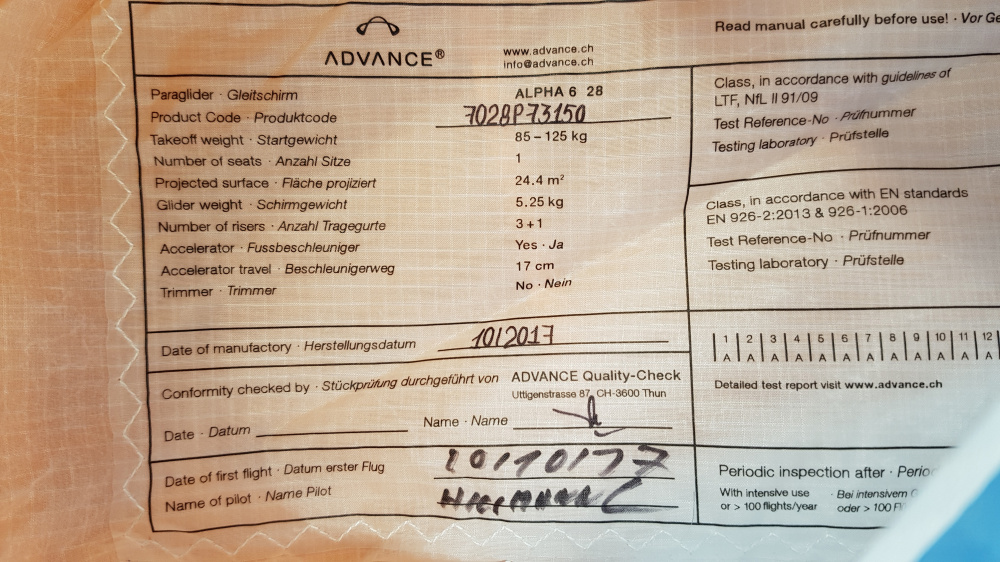 ADVANCE®
www.advance.ch
info@advance.ch
Paraglider · Gleitschirm ALPHA 6 28
Product Code · Produktcode 7028P73150
Takeoff weight · Startgewicht 85 – 125 kg
Number of seats · Anzahl Sitze 1
Projected surface · Fläche projiziert 24.4 m²
Glider weight · Schirmgewicht 5.25 kg
Number of risers · Anzahl Tragegurte 3 + 1
Accelerator · Fussbeschleuniger Yes · Ja
Accelerator travel · Beschleunigerweg 17 cm
Trimmer · Trimmer No · Nein
Date of manufactory · Herstellungsdatum 10/2017
Conformity checked by · Stückprüfung durchgeführt von ADVANCE Quality-Check
Uttigenstrasse 87, CH-3600 Thun
Date · Datum Name · Name
Date of first flight · Datum erster Flug 20/10/17
Name of pilot · Name Pilot
Read manual carefully before use! · Vor
Class, in accordance with guidelines of
LTF, NfL II 91/09
Test Reference-No · Prüfnummer
Testing laboratory · Prüfstelle
Class, in accordance with EN standards
EN 926-2:2013 & 926-1:2006
Test Reference-No · Prüfnummer
Testing laboratory · Prüfstelle
1 2 3 4 5 6 7 8 9 10 11 12
A A A A A A A A A A A A
Detailed test report visit www.advance.ch
Periodic inspection after ·
With intensive use · Bei intensivem
or > 100 flights/year oder > 100